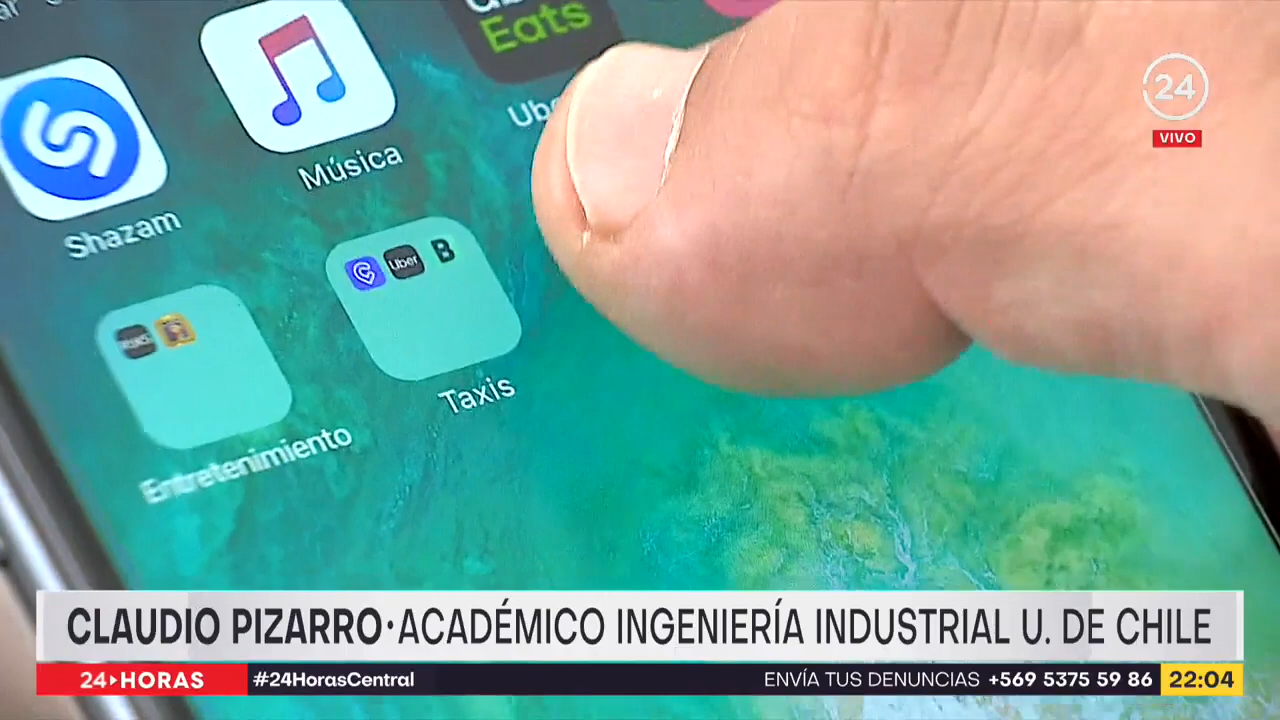 Eats
24
VIVO
Música
Shazam
Uber
Taxis
Entretenimiento
CLAUDIO PIZARRO·ACADÉMICO INGENIERÍA INDUSTRIAL U. DE CHILE
24 HORAS
#24HorasCentral
ENVÍA TUS DENUNCIAS +569 5375 59 86
22:04